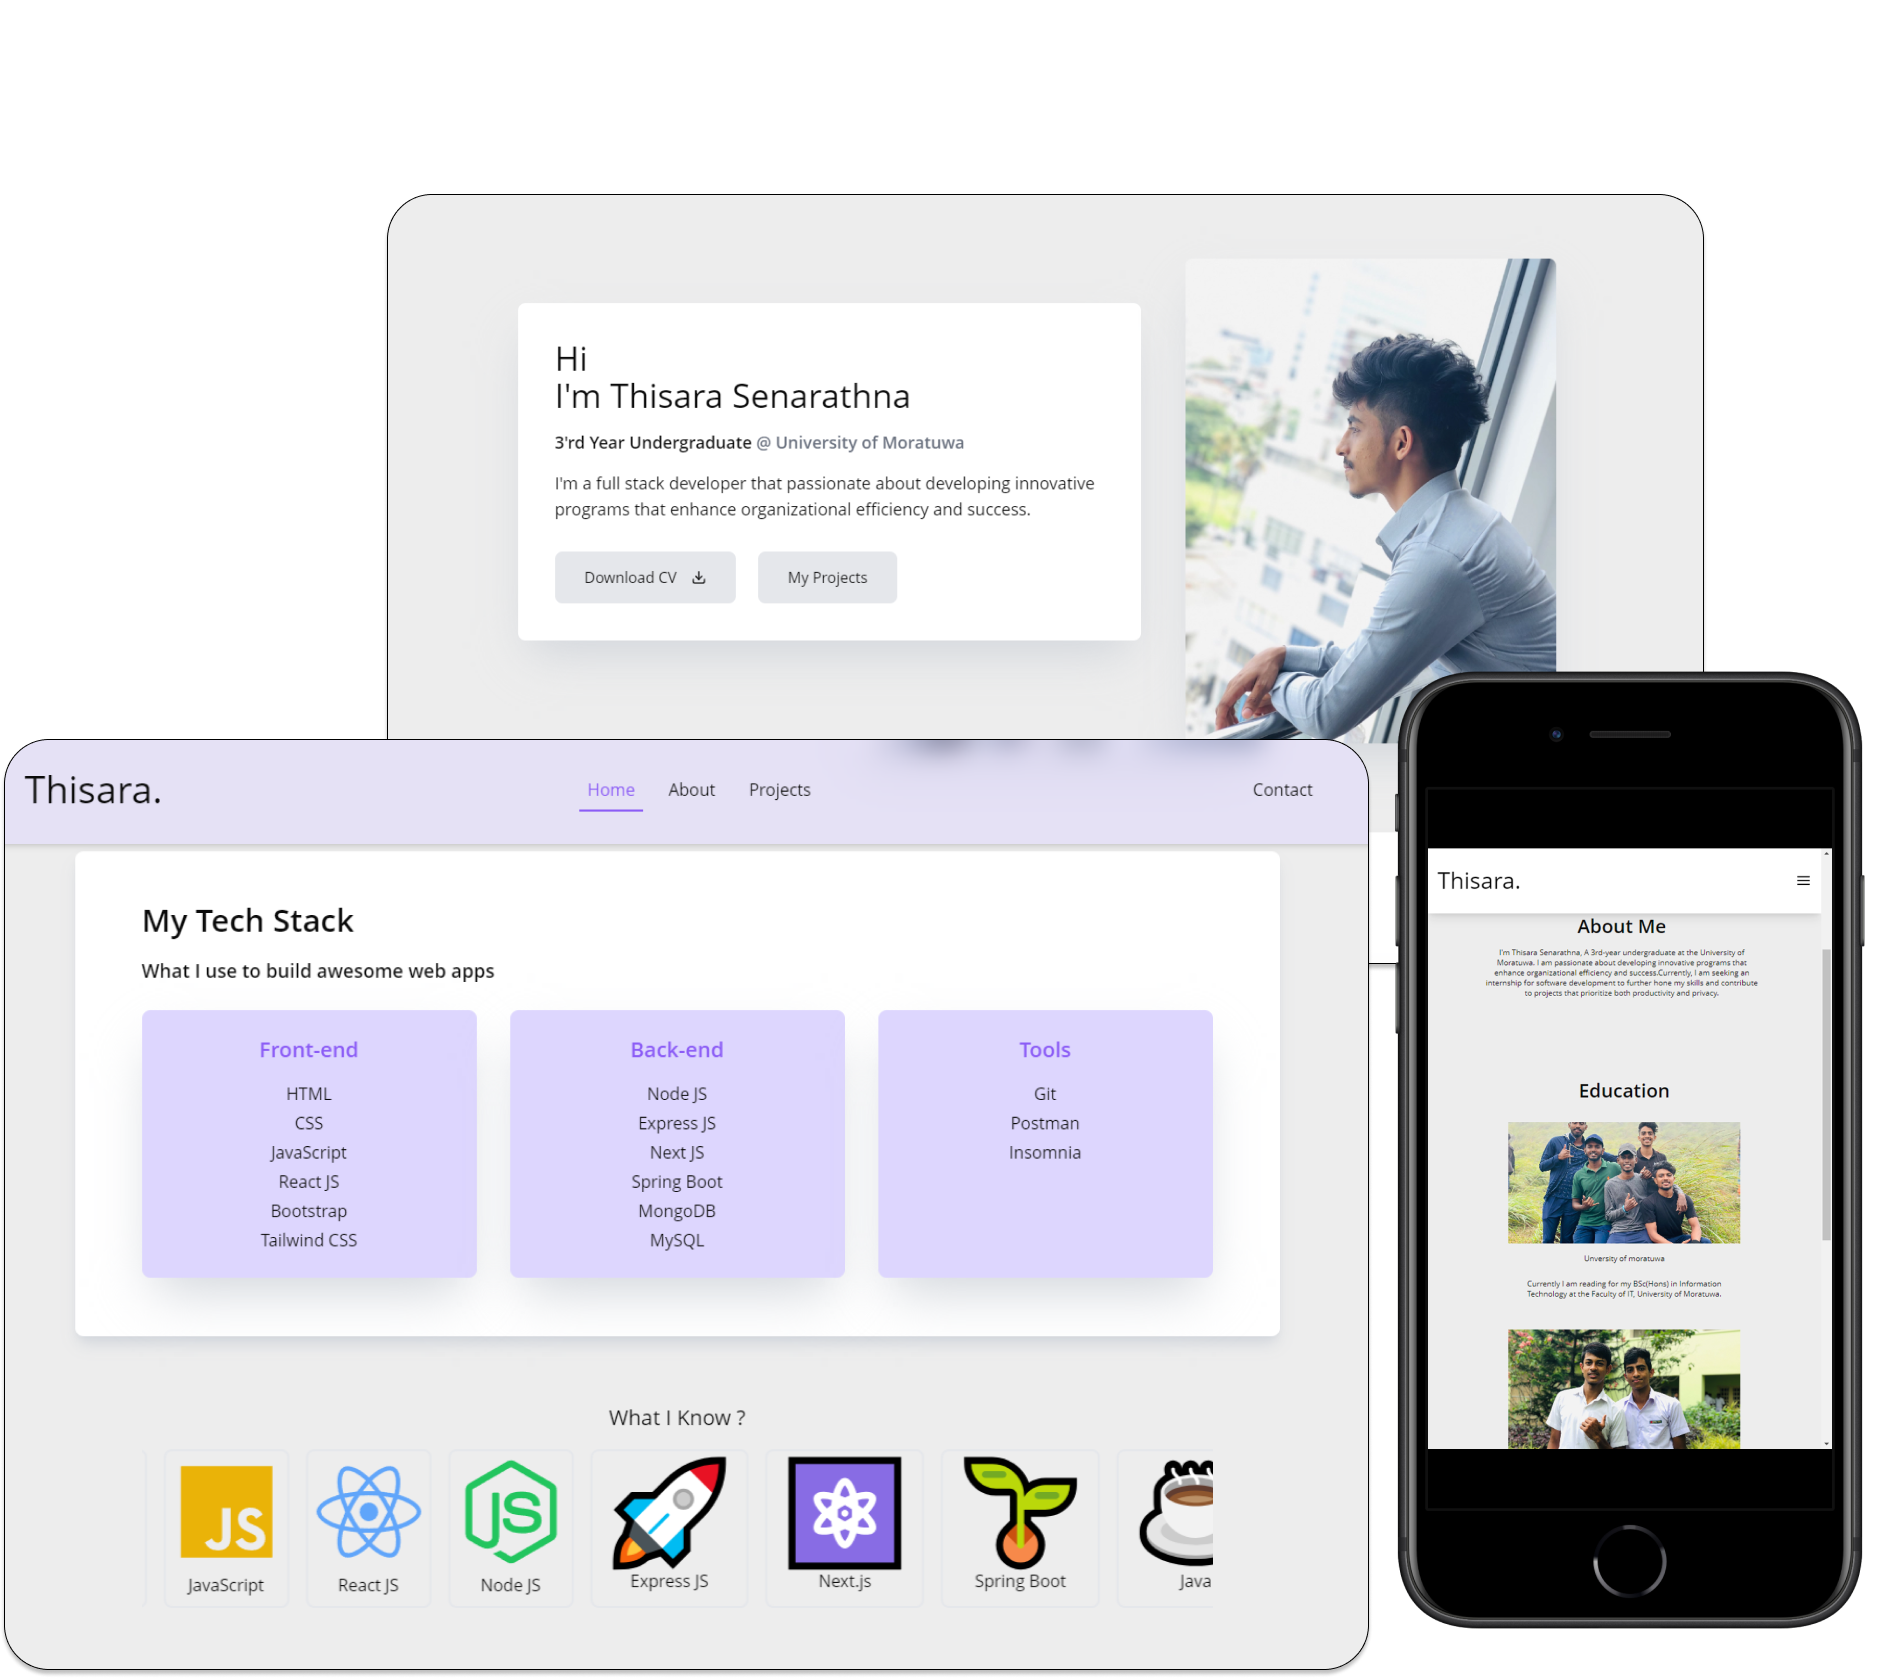 Hi
I'm Thisara Senarathna
3'rd Year Undergraduate @ University of Moratuwa
I'm a full stack developer that passionate about developing innovative
programs that enhance organizational efficiency and success.
Download CV
My Projects
Thisara.
Home
About
Projects
Contact
My Tech Stack
What I use to build awesome web apps
Front-end
HTML
CSS
JavaScript
React JS
Bootstrap
Tailwind CSS
Back-end
Node JS
Express JS
Next JS
Spring Boot
MongoDB
MySQL
Tools
Git
Postman
Insomnia
What I Know ?
JS
JavaScript
React JS
JS
Node JS
Express JS
Next.js
Spring Boot
Java
Thisara.
About Me
I'm Thisara Senarathna, A 3rd-year undergraduate at the University of
Moratuwa. I am passionate about developing innovative programs that
enhance organizational efficiency and success.Currently, I am seeking an
internship for software development to further hone my skills and contribute
to projects that prioritize both productivity and privacy.
Education
Unversity of moratuwa
Currently I am reading for my BSc(Hons) in Information
Technology at the Faculty of IT, University of Moratuwa.